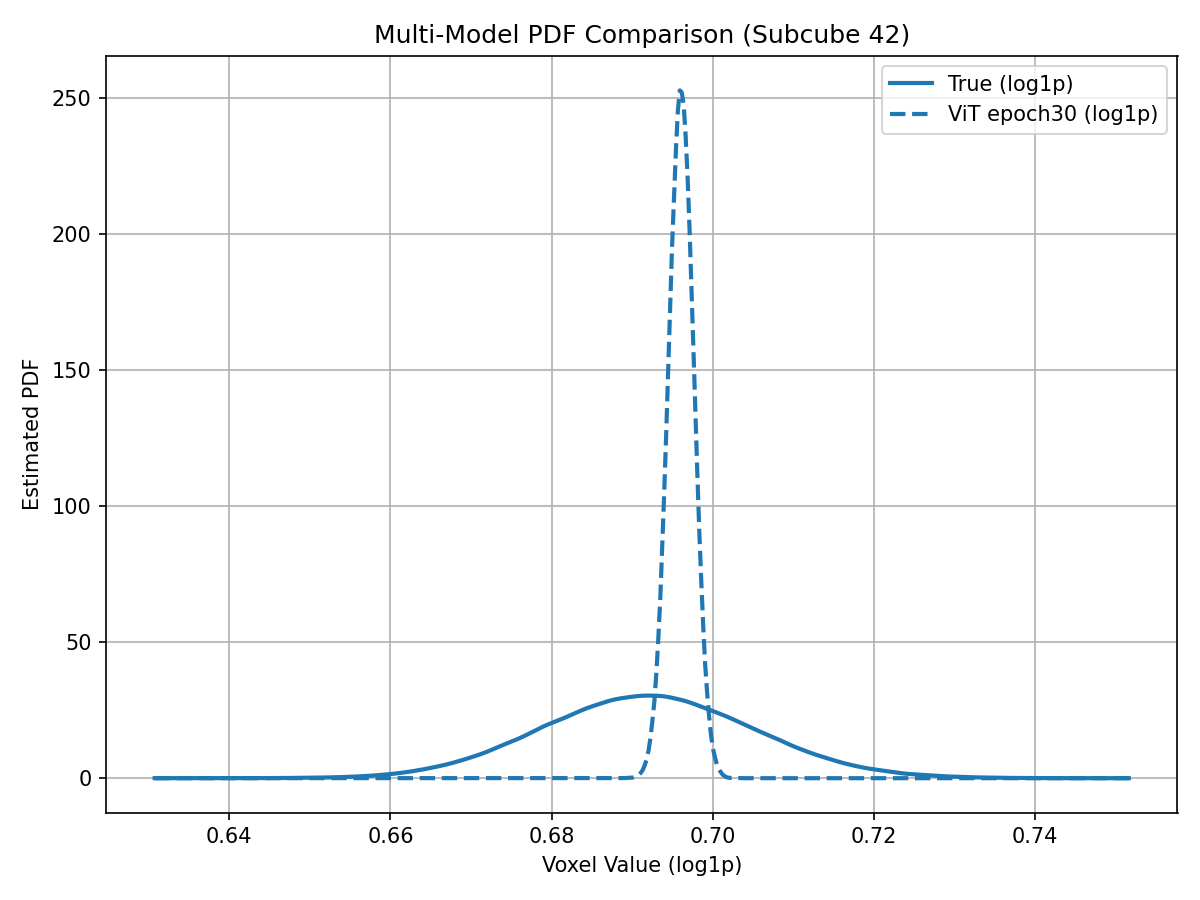 Multi-Model PDF Comparison (Subcube 42)
True (log1p)
ViT epoch30 (log1p)
Estimated PDF
250
200
150
100
50
0
0.64 0.66 0.68 0.70 0.72 0.74
Voxel Value (log1p)